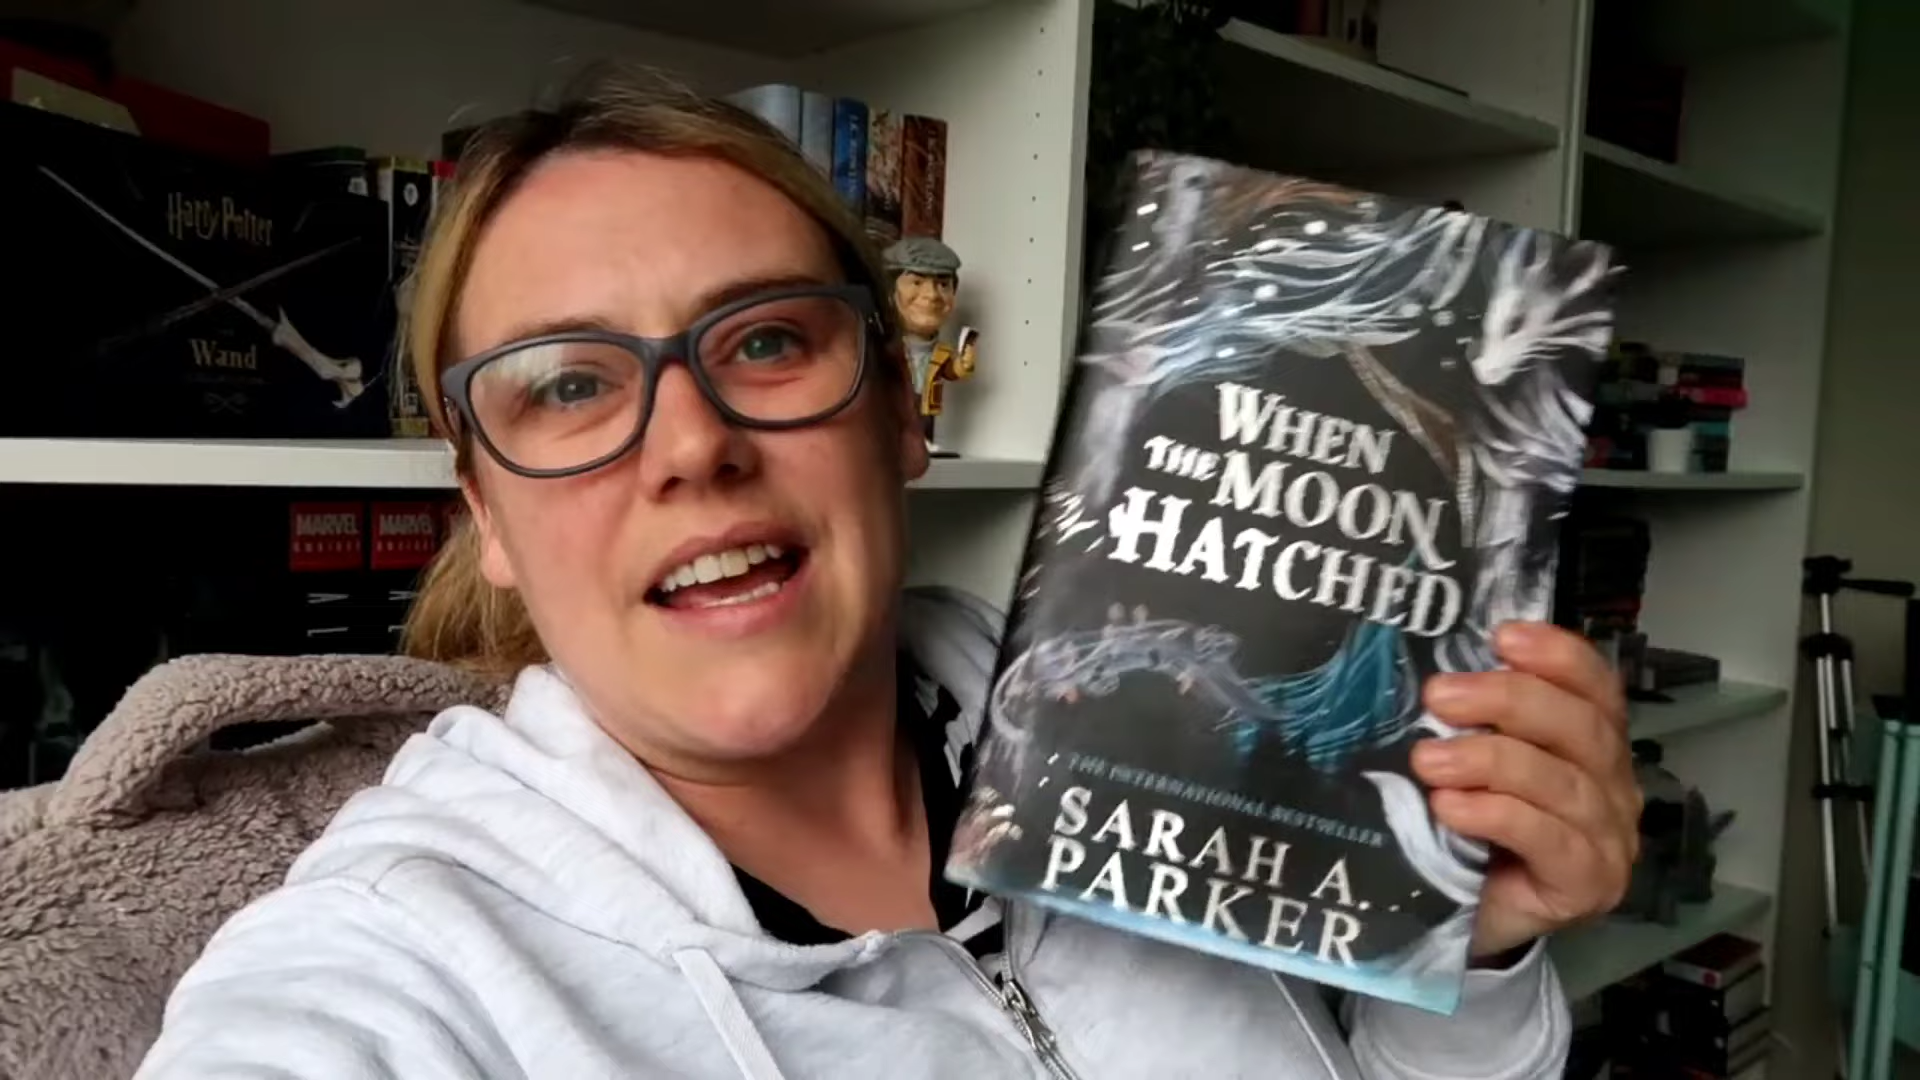 Harry Potter
Wand
MARVEL
MARVEL
WHEN
THE MOON
HATCHED
THE INTERNATIONAL BESTSELLER
SARAH A.
PARKER